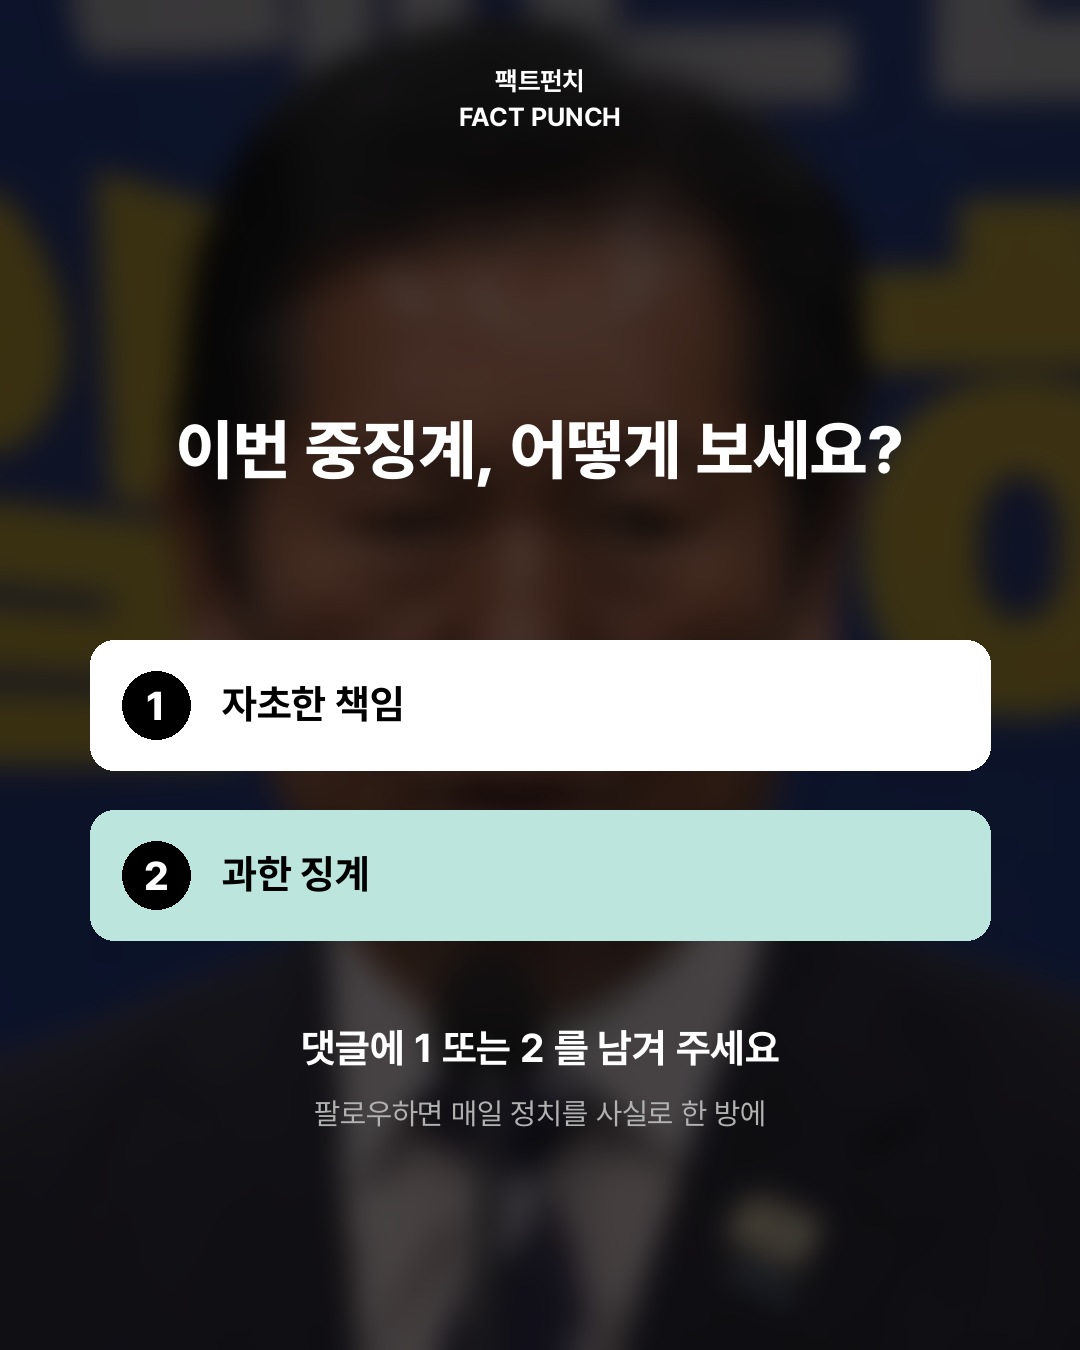 팩트펀치
FACT PUNCH
이번 중징계, 어떻게 보세요?
1 자초한 책임
2 과한 징계
댓글에 1 또는 2 를 남겨 주세요
팔로우하면 매일 정치를 사실로 한 방에